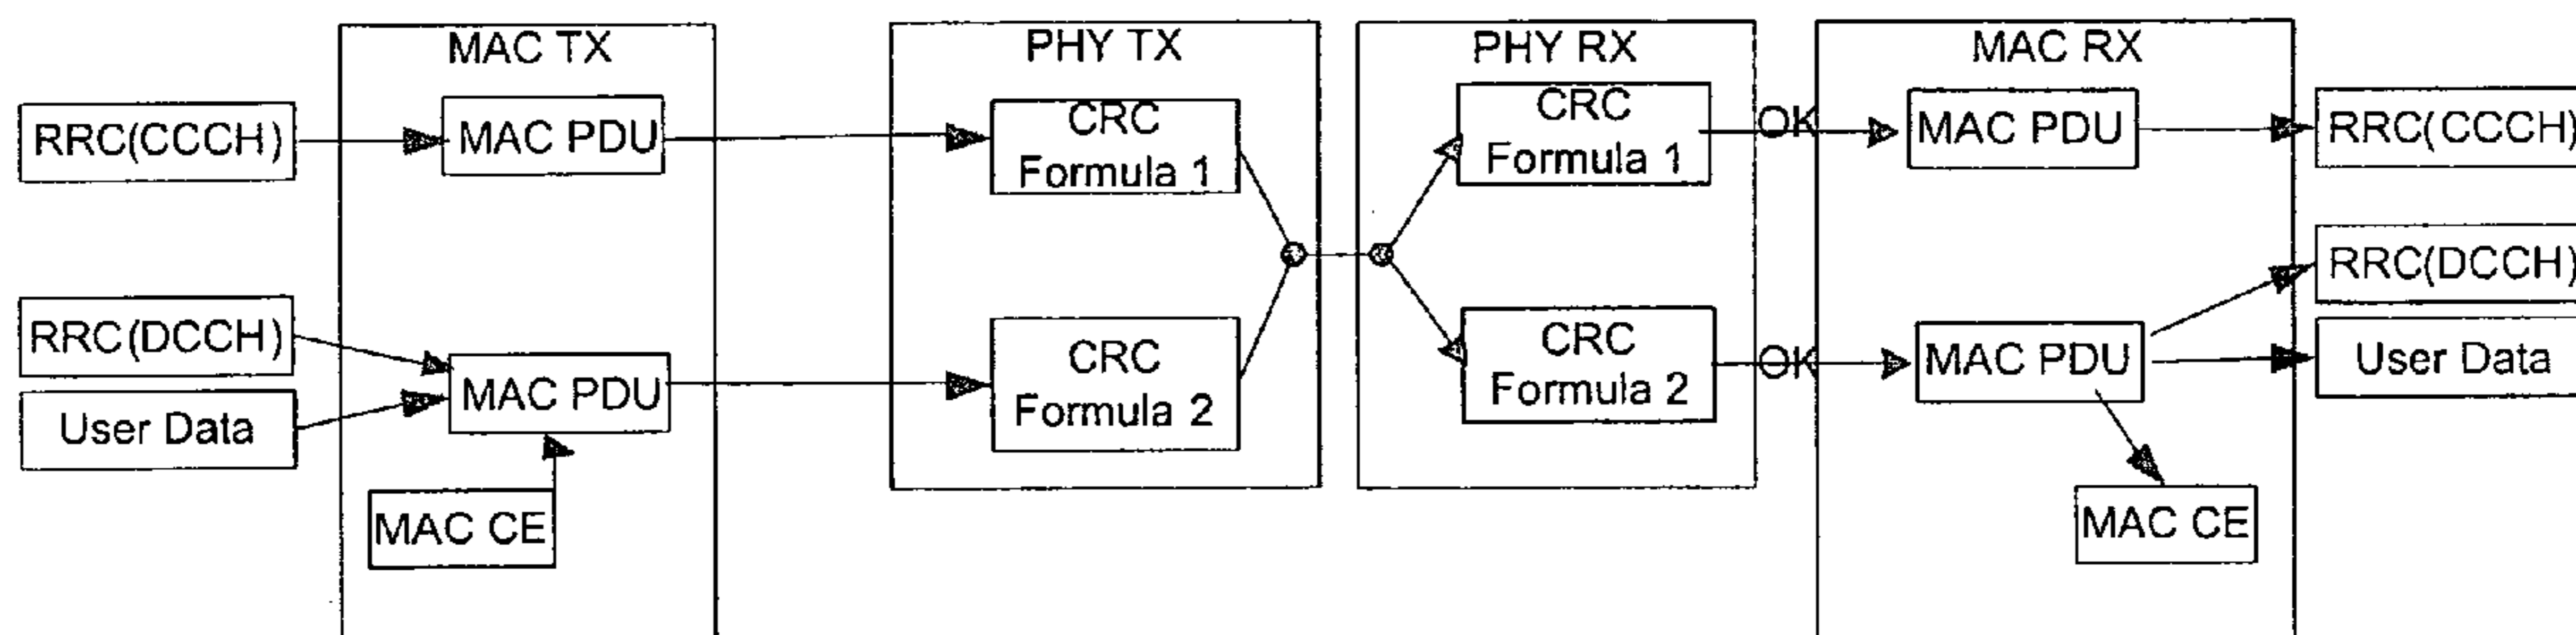 MAC TX
PHY TX
PHY RX
MAC RX
RRC(CCCH)
MAC PDU
CRC
Formula 1
CRC
Formula 1
OK
MAC PDU
RRC(CCCH)
RRC(DCCH)
User Data
MAC PDU
MAC CE
CRC
Formula 2
CRC
Formula 2
OK
MAC PDU
RRC(DCCH)
User Data
MAC CE